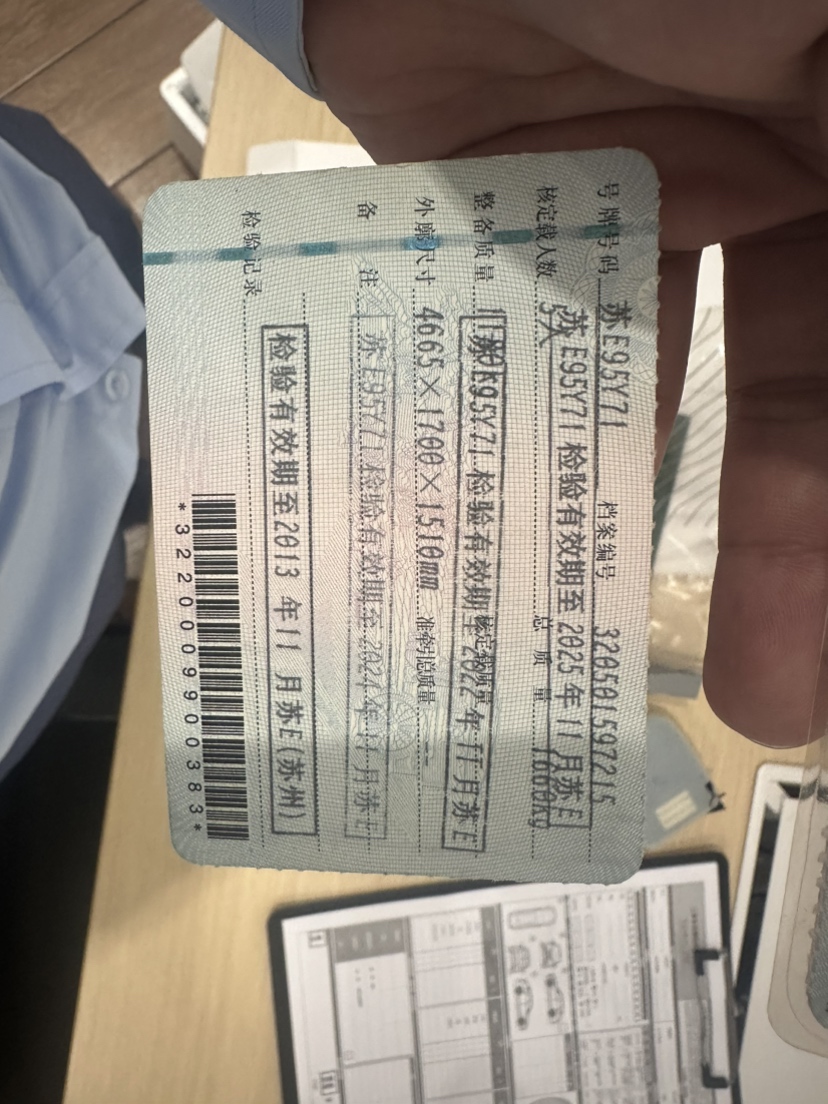 号牌号码 苏E95Y71 档案编号 320501597215
核定载人数 5人 总质量
苏E95Y71 检验有效期至 2025年11月苏E
整备质量 核定载质量
苏E95Y71 检验有效期至 2022年11月苏E
外廓尺寸 4665×1700×1510mm 准牵引总质量 --
备注 苏E95Y71 检验有效期至 2024年11月苏E
检验记录
检验有效期至2013 年11 月苏E(苏州)
*3220009900383*